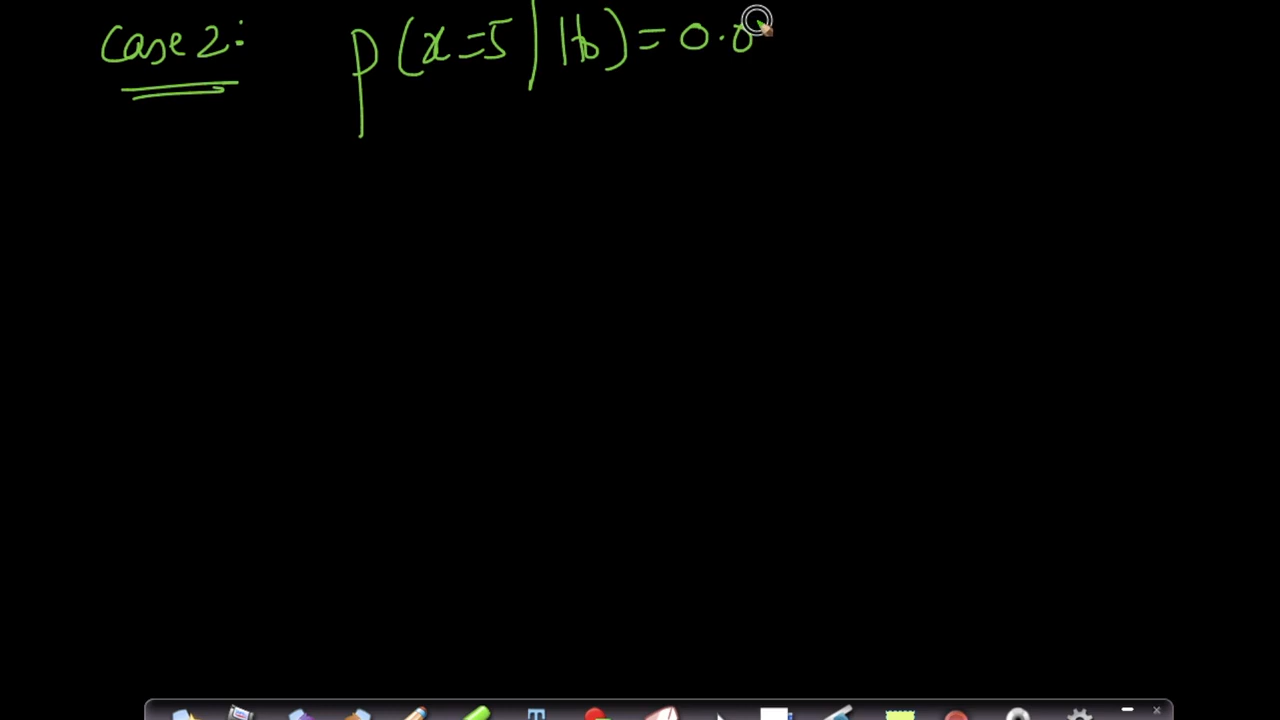 Case 2: P(x=5 | H0) = 0.0